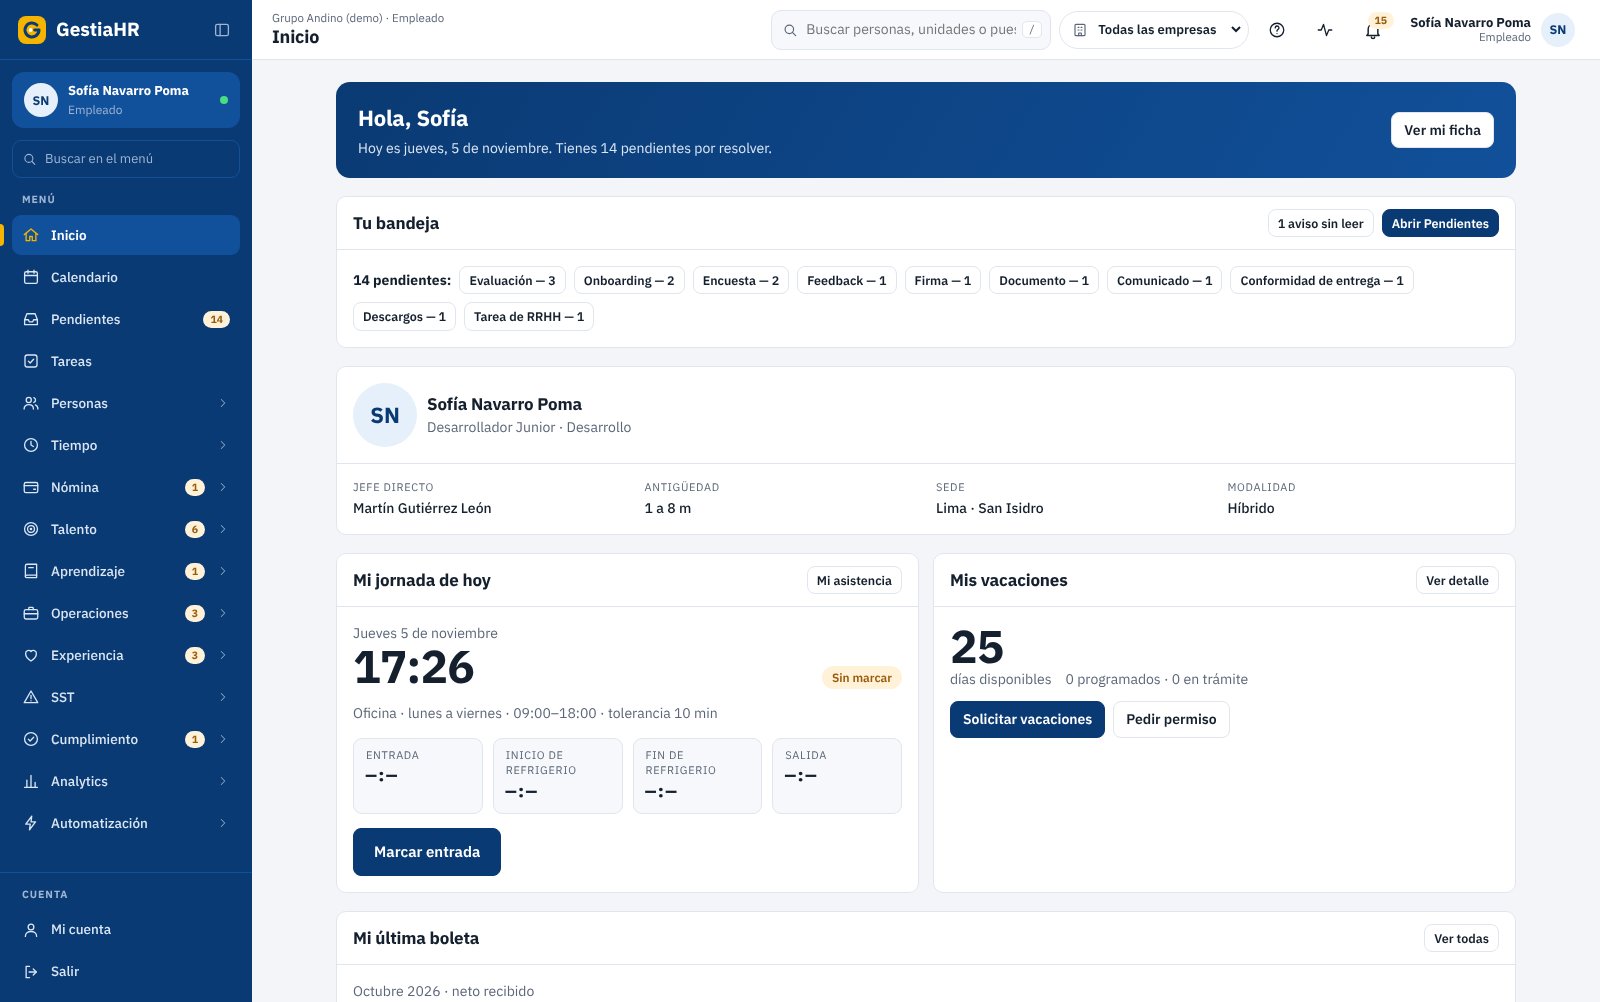 GestiaHR
SN
Sofía Navarro Poma
Empleado
Buscar en el menú
MENÚ
Inicio
Calendario
Pendientes 14
Tareas
Personas
Tiempo
Nómina 1
Talento 6
Aprendizaje 1
Operaciones 3
Experiencia 3
SST
Cumplimiento 1
Analytics
Automatización
CUENTA
Mi cuenta
Salir
Grupo Andino (demo) · Empleado
Inicio
Buscar personas, unidades o pue /
Todas las empresas
15
Sofía Navarro Poma
Empleado
SN
Hola, Sofía
Hoy es jueves, 5 de noviembre. Tienes 14 pendientes por resolver.
Ver mi ficha
Tu bandeja
1 aviso sin leer
Abrir Pendientes
14 pendientes: Evaluación — 3 Onboarding — 2 Encuesta — 2 Feedback — 1 Firma — 1 Documento — 1 Comunicado — 1 Conformidad de entrega — 1
Descargos — 1 Tarea de RRHH — 1
SN
Sofía Navarro Poma
Desarrollador Junior · Desarrollo
JEFE DIRECTO
Martín Gutiérrez León
ANTIGÜEDAD
1 a 8 m
SEDE
Lima · San Isidro
MODALIDAD
Híbrido
Mi jornada de hoy
Mi asistencia
Jueves 5 de noviembre
17:26
Sin marcar
Oficina · lunes a viernes · 09:00–18:00 · tolerancia 10 min
ENTRADA
—:—
INICIO DE
REFRIGERIO
—:—
FIN DE
REFRIGERIO
—:—
SALIDA
—:—
Marcar entrada
Mis vacaciones
Ver detalle
25
días disponibles 0 programados · 0 en trámite
Solicitar vacaciones
Pedir permiso
Mi última boleta
Ver todas
Octubre 2026 · neto recibido